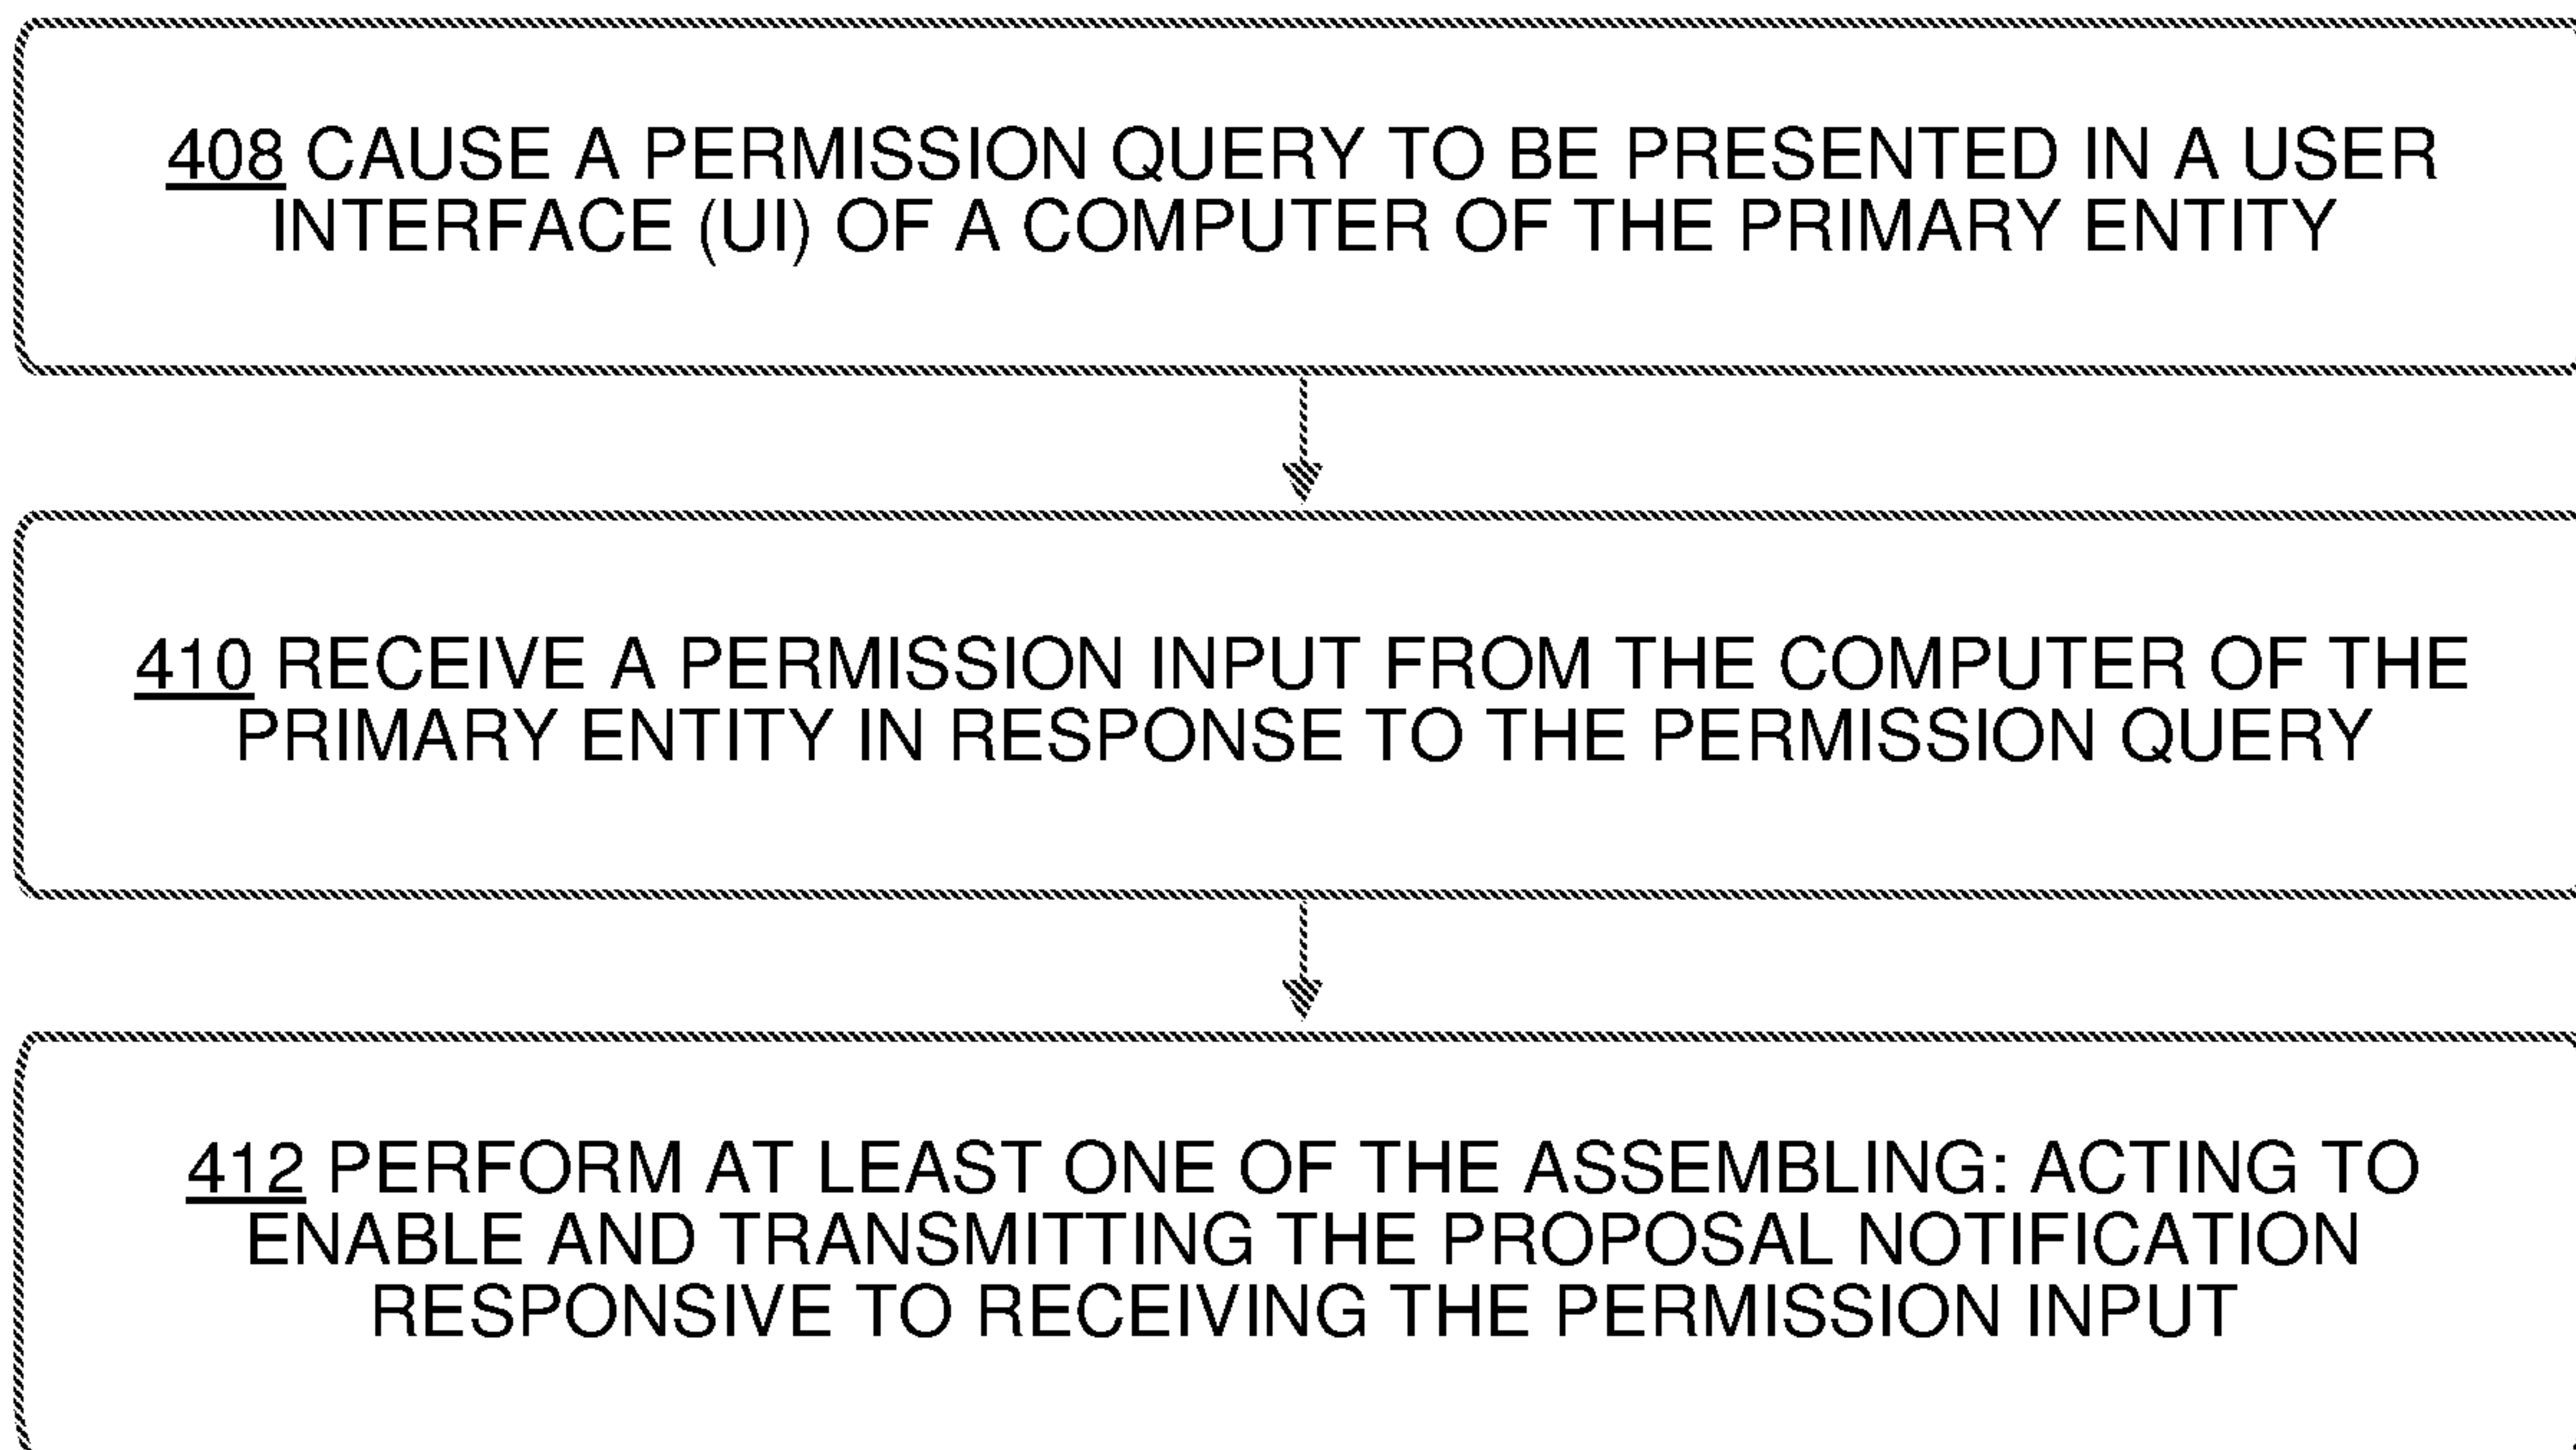 408 CAUSE A PERMISSION QUERY TO BE PRESENTED IN A USER
INTERFACE (UI) OF A COMPUTER OF THE PRIMARY ENTITY
410 RECEIVE A PERMISSION INPUT FROM THE COMPUTER OF THE
PRIMARY ENTITY IN RESPONSE TO THE PERMISSION QUERY
412 PERFORM AT LEAST ONE OF THE ASSEMBLING: ACTING TO
ENABLE AND TRANSMITTING THE PROPOSAL NOTIFICATION
RESPONSIVE TO RECEIVING THE PERMISSION INPUT